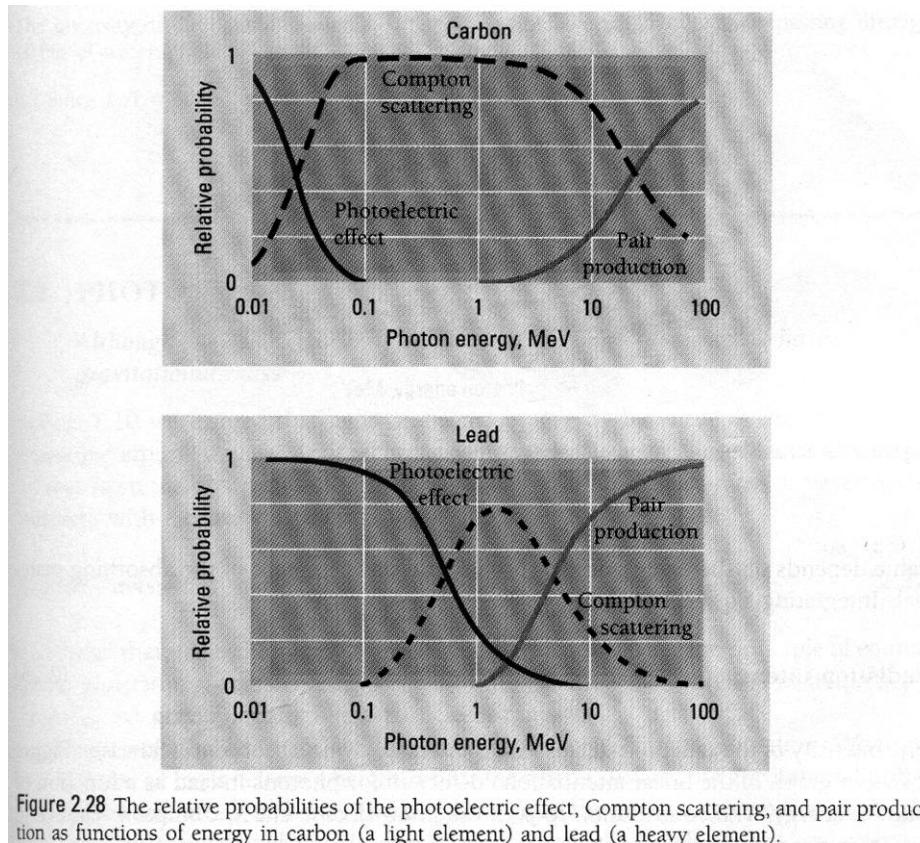 Carbon
1
Compton
scattering
Relative probability
Photoelectric
effect
Pair
production
0
0.01 0.1 1 10 100
Photon energy, MeV
Lead
1
Photoelectric
effect
Pair
production
Relative probability
Compton
scattering
0
0.01 0.1 1 10 100
Photon energy, MeV
Figure 2.28 The relative probabilities of the photoelectric effect, Compton scattering, and pair produc-
tion as functions of energy in carbon (a light element) and lead (a heavy element).